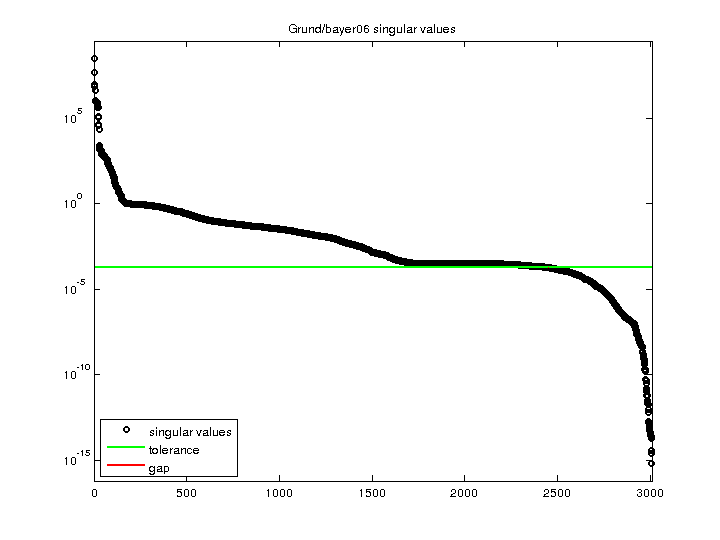 Grund/bayer06 singular values
10^5
10^0
10^-5
10^-10
10^-15
singular values
tolerance
gap
0 500 1000 1500 2000 2500 3000